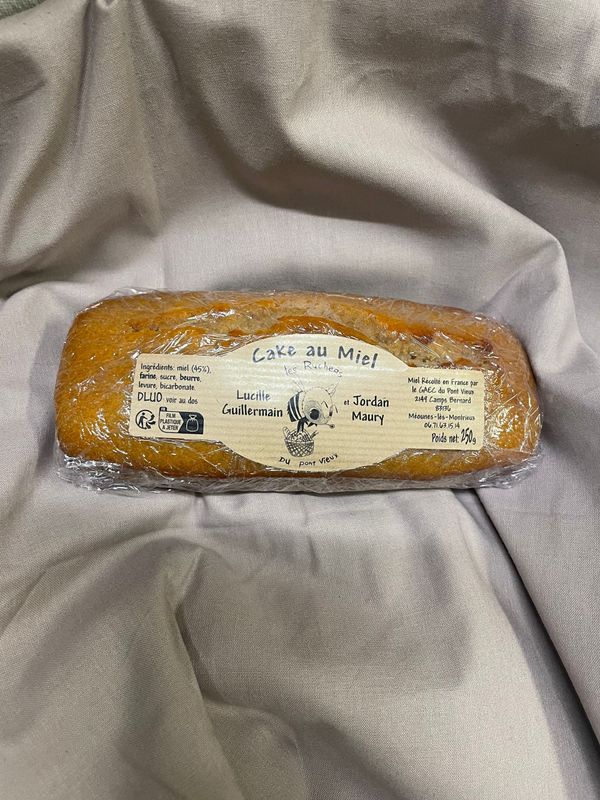 Cake au Miel
les Ruchers
Ingrédients: miel (45%),
farine, sucre, beurre,
levure, bicarbonate.
DLUO voir au dos
FILM
PLASTIQUE
À JETER
Lucille
Guillermain
et Jordan
Maury
Du pont vieux
Miel Récolté en France par
le GAEC du Pont Vieux
2144 Camps Bernard
83136
Méounes-lès-Montrieux
06.71.63.15.14
Poids net: 250g